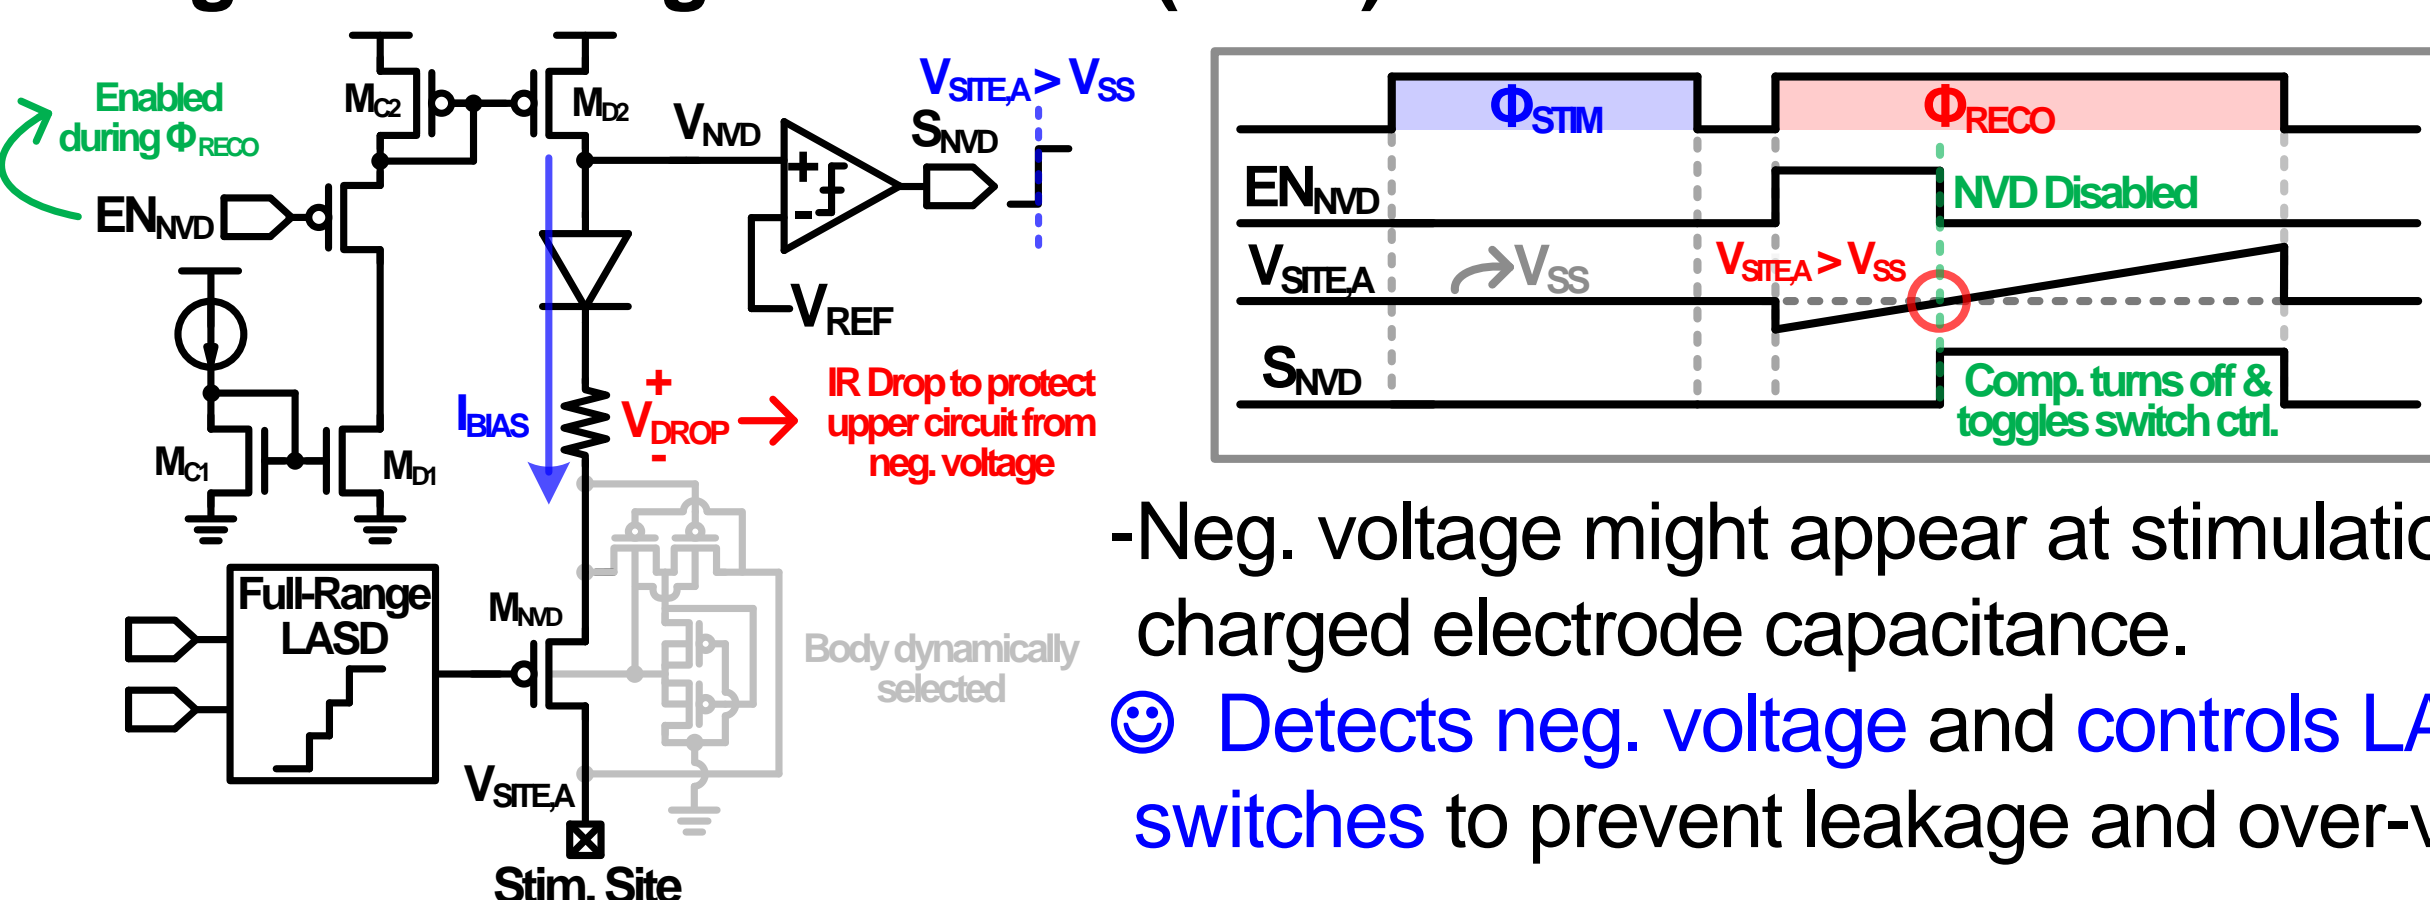 Enabled
during ΦRECO
ENNVD
MC2
MD2
VNVD
VSITE,A > VSS
SNVD
+
-
VREF
IBIAS
+
VDROP
-
IR Drop to protect
upper circuit from
neg. voltage
MC1
MD1
Full-Range
LASD
MNVD
Body dynamically
selected
VSITE,A
Stim. Site
ΦSTIM
ΦRECO
ENNVD
NVD Disabled
VSITE,A
VSS
VSITE,A > VSS
SNVD
Comp. turns off &
toggles switch ctrl.
-Neg. voltage might appear at
charged electrode capacitance.
☺ Detects neg. voltage and controls
switches to prevent leakage and